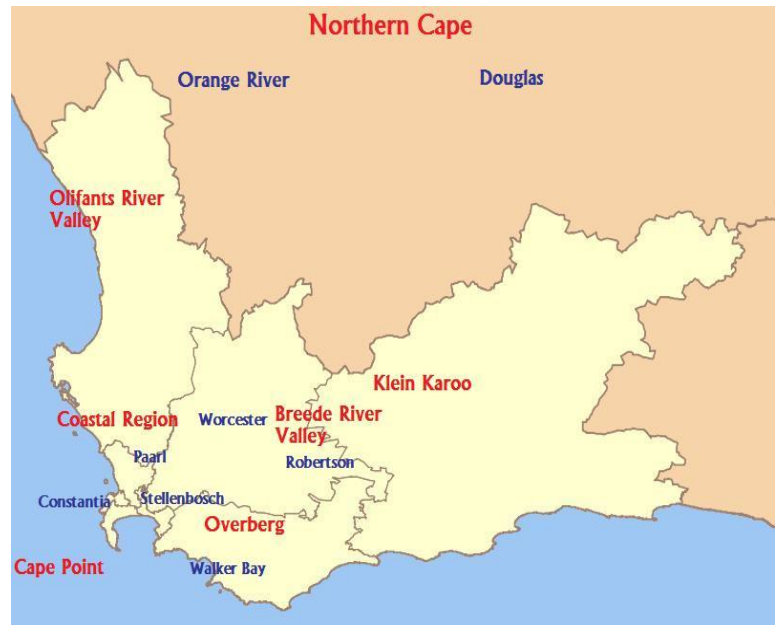 Northern Cape
Orange River
Douglas
Olifants River
Valley
Klein Karoo
Coastal Region
Worcester
Breede River
Valley
Paarl
Robertson
Constantia
Stellenbosch
Overberg
Cape Point
Walker Bay